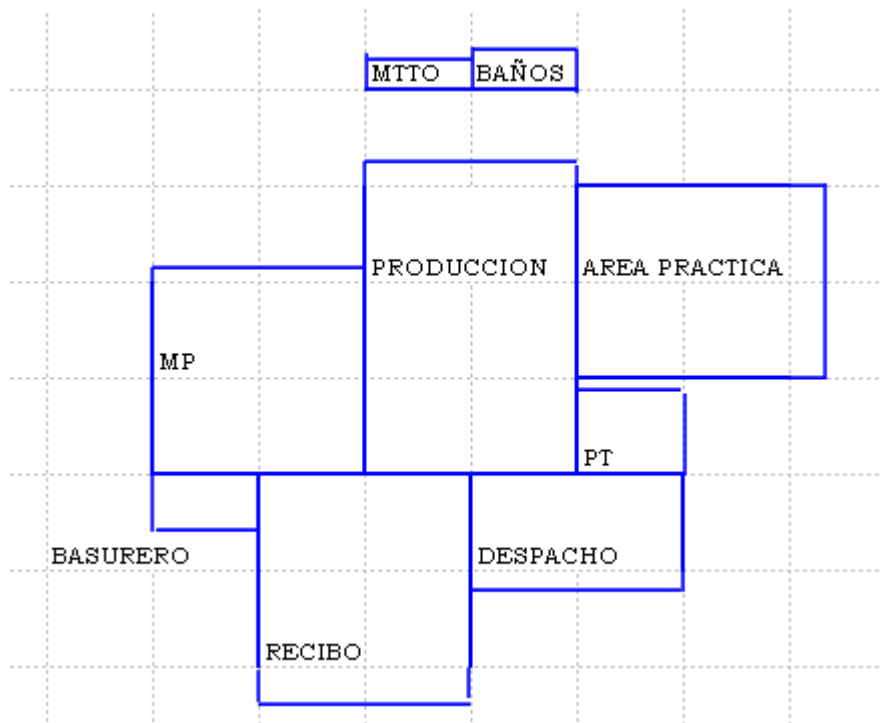 MTTO
BAÑOS
PRODUCCION
AREA PRACTICA
MP
PT
BASURERO
DESPACHO
RECIBO